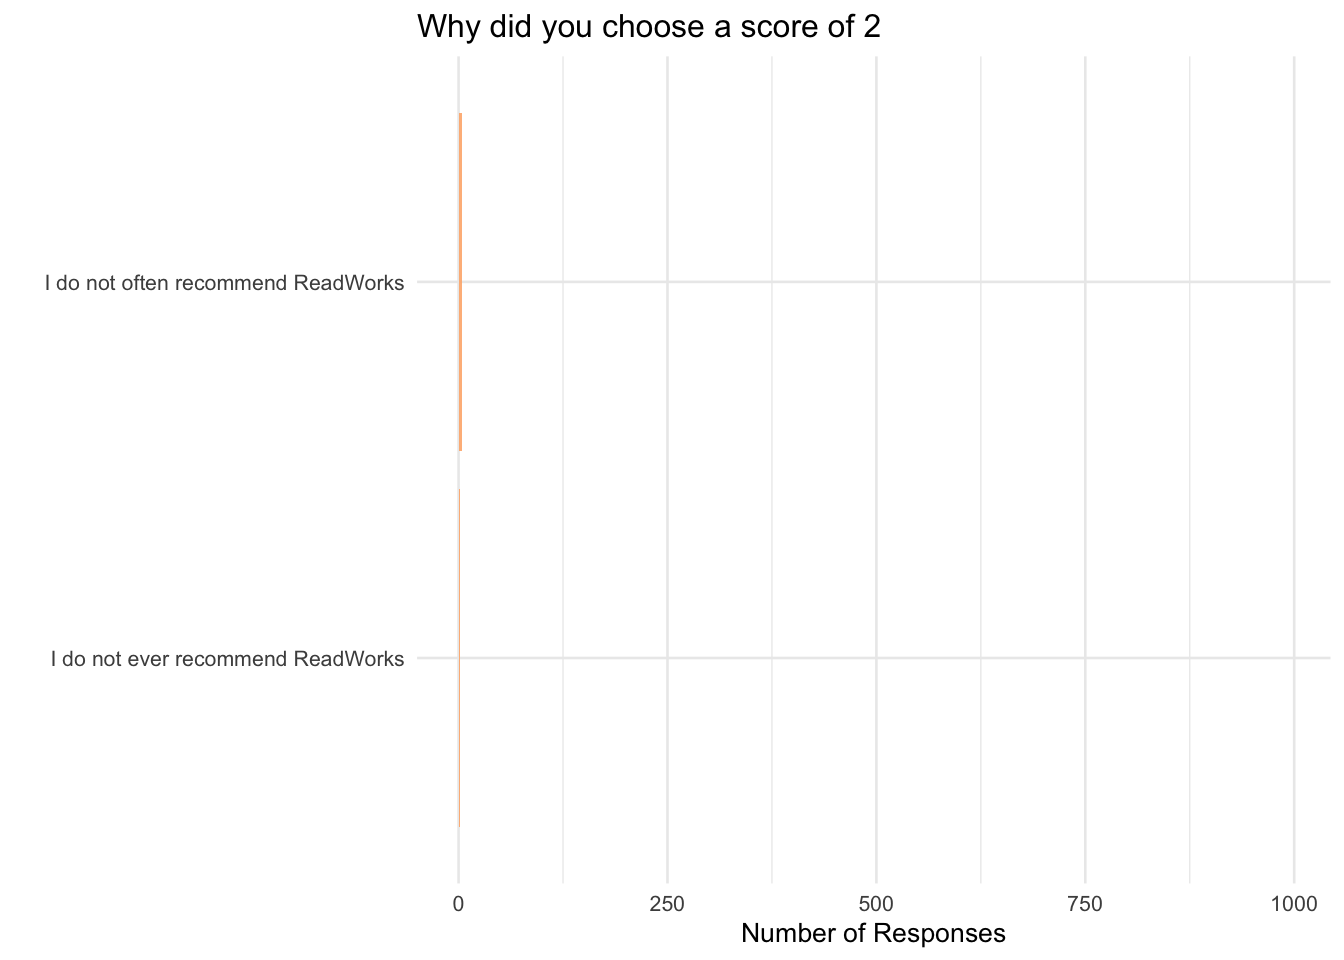 Why did you choose a score of 2
I do not often recommend ReadWorks
I do not ever recommend ReadWorks
0 250 500 750 1000
Number of Responses